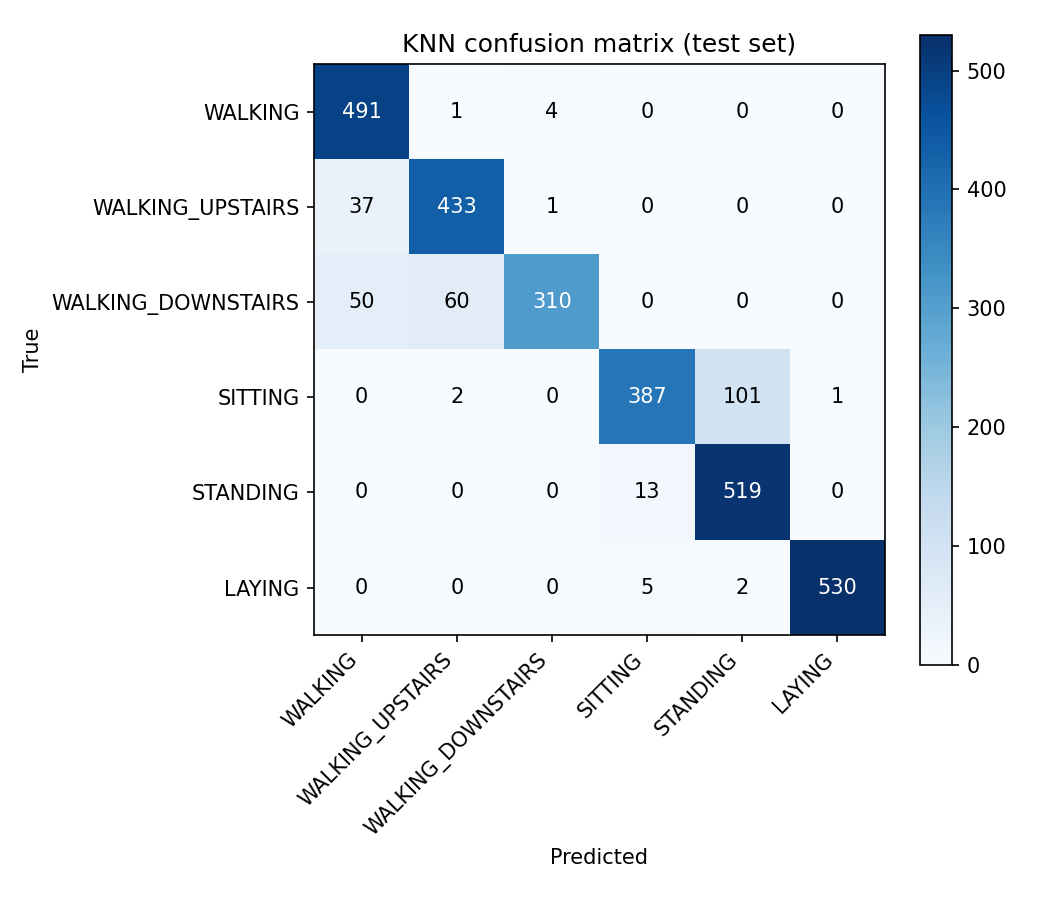 KNN confusion matrix (test set)
WALKING 491 1 4 0 0 0
WALKING_UPSTAIRS 37 433 1 0 0 0
WALKING_DOWNSTAIRS 50 60 310 0 0 0
SITTING 0 2 0 387 101 1
STANDING 0 0 0 13 519 0
LAYING 0 0 0 5 2 530
True
WALKING
WALKING_UPSTAIRS
WALKING_DOWNSTAIRS
SITTING
STANDING
LAYING
Predicted
500
400
300
200
100
0